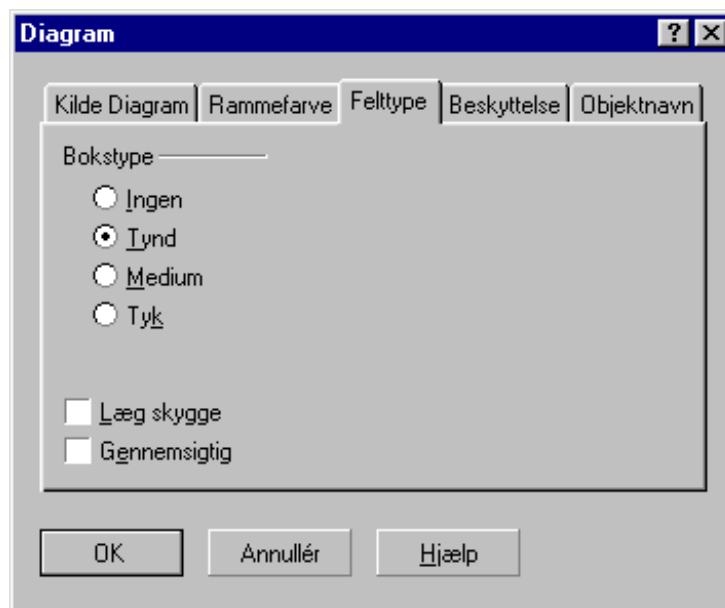 Diagram
Kilde Diagram Rammefarve Felttype Beskyttelse Objektnavn
Bokstype
Ingen
Tynd
Medium
Tyk
Læg skygge
Gennemsigtig
OK Annullér Hjælp